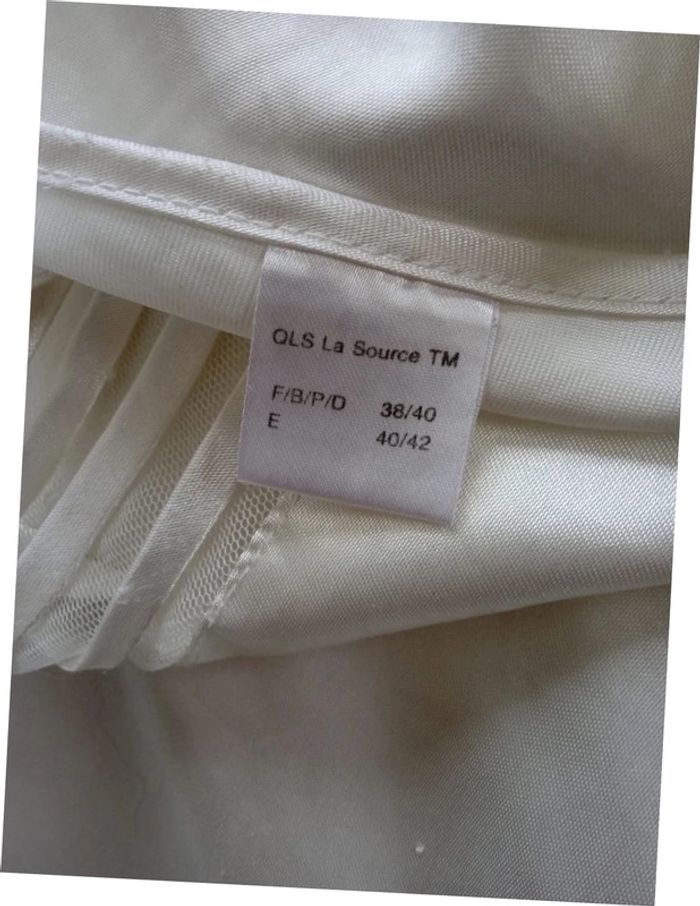 QLS La Source TM
F/B/P/D 38/40
E 40/42